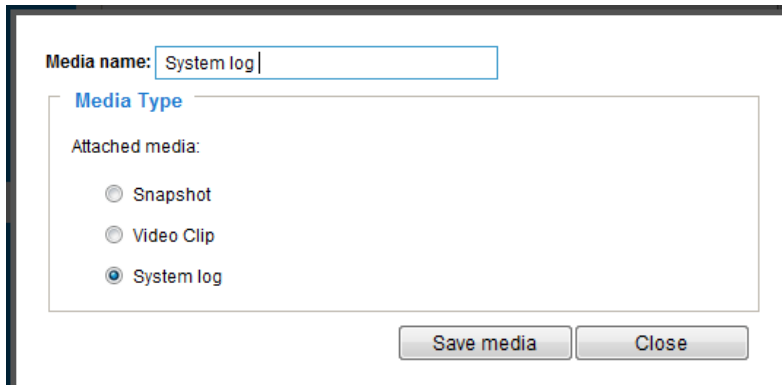 Media name: System log
Media Type
Attached media:
Snapshot
Video Clip
System log
Save media Close